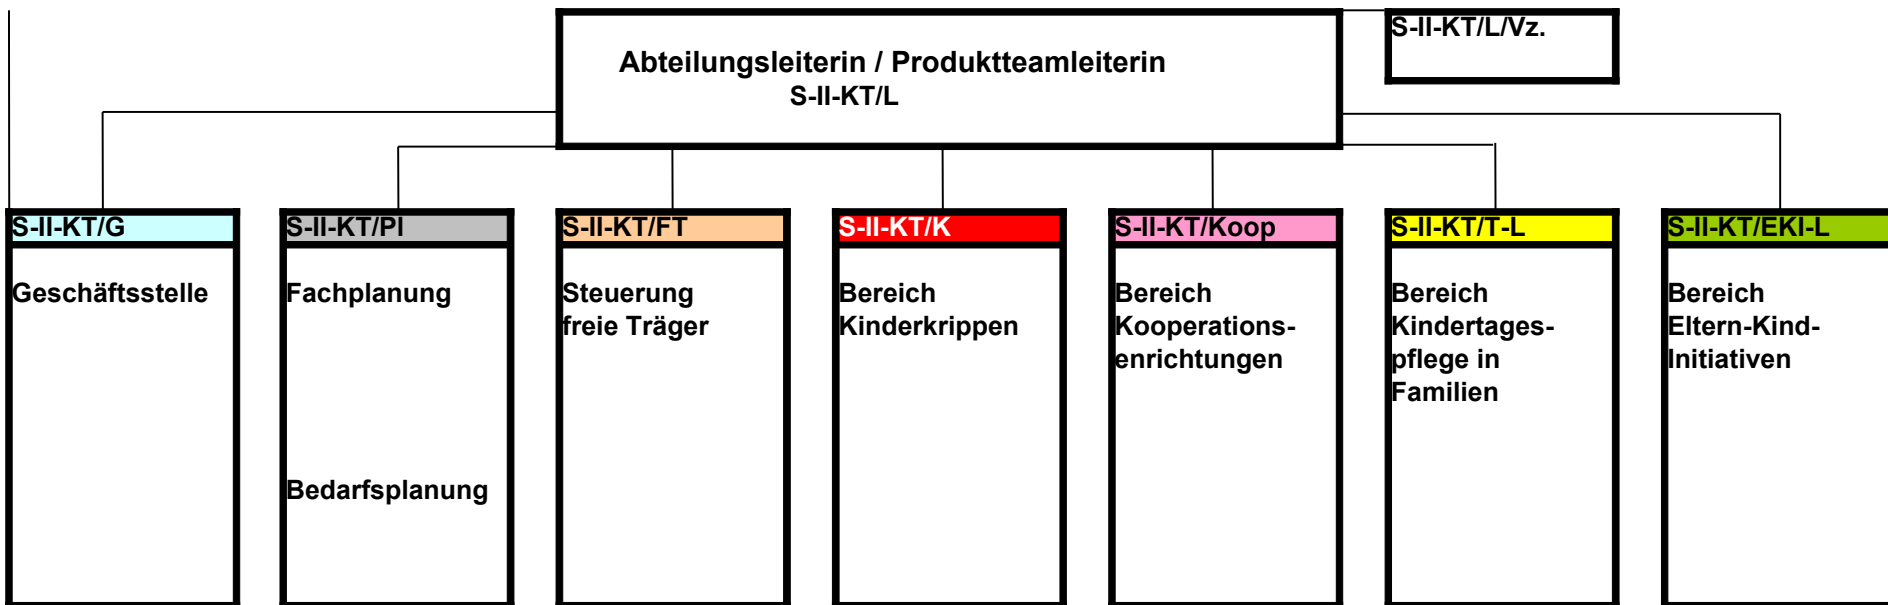 Abteilungsleiterin / Produktteamleiterin
S-II-KT/L
S-II-KT/L/Vz.
S-II-KT/G
Geschäftsstelle
S-II-KT/Pl
Fachplanung
Bedarfsplanung
S-II-KT/FT
Steuerung
freie Träger
S-II-KT/K
Bereich
Kinderkrippen
S-II-KT/Koop
Bereich
Kooperations-
enrichtungen
S-II-KT/T-L
Bereich
Kindertages-
pflege in
Familien
S-II-KT/EKI-L
Bereich
Eltern-Kind-
Initiativen